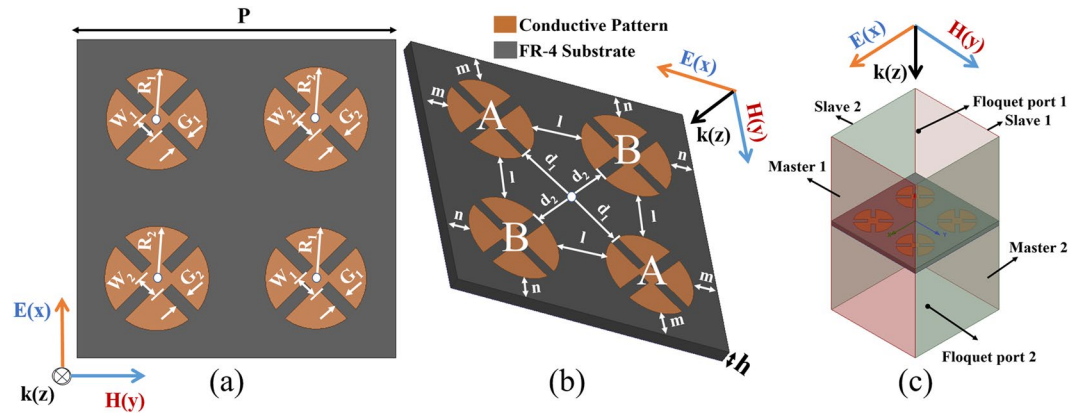 P
R₁
W₁
G₁
R₂
W₂
G₂
R₂
W₂
G₂
R₁
W₁
G₂
E(x)
k(z)
H(y)
(a)
Conductive Pattern
FR-4 Substrate
E(x)
k(z)
H(y)
m
m
A
l
n
B
n
l
d₁
d₂
l
d₂
d₁
n
B
n
l
A
m
m
h
(b)
E(x)
H(y)
k(z)
Slave 2
Floquet port 1
Slave 1
Master 1
Master 2
Floquet port 2
(c)